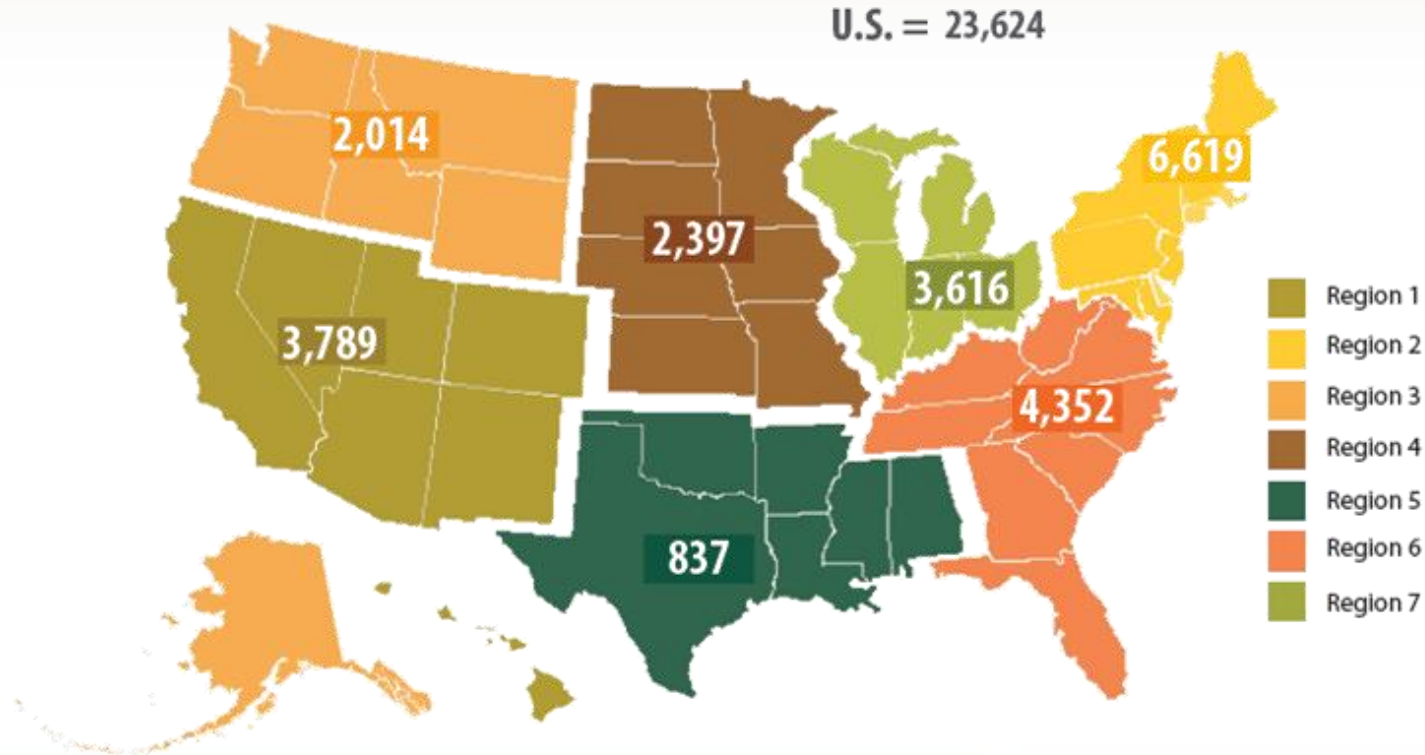 U.S. = 23,624
2,014
6,619
2,397
3,616
3,789
4,352
837
Region 1
Region 2
Region 3
Region 4
Region 5
Region 6
Region 7